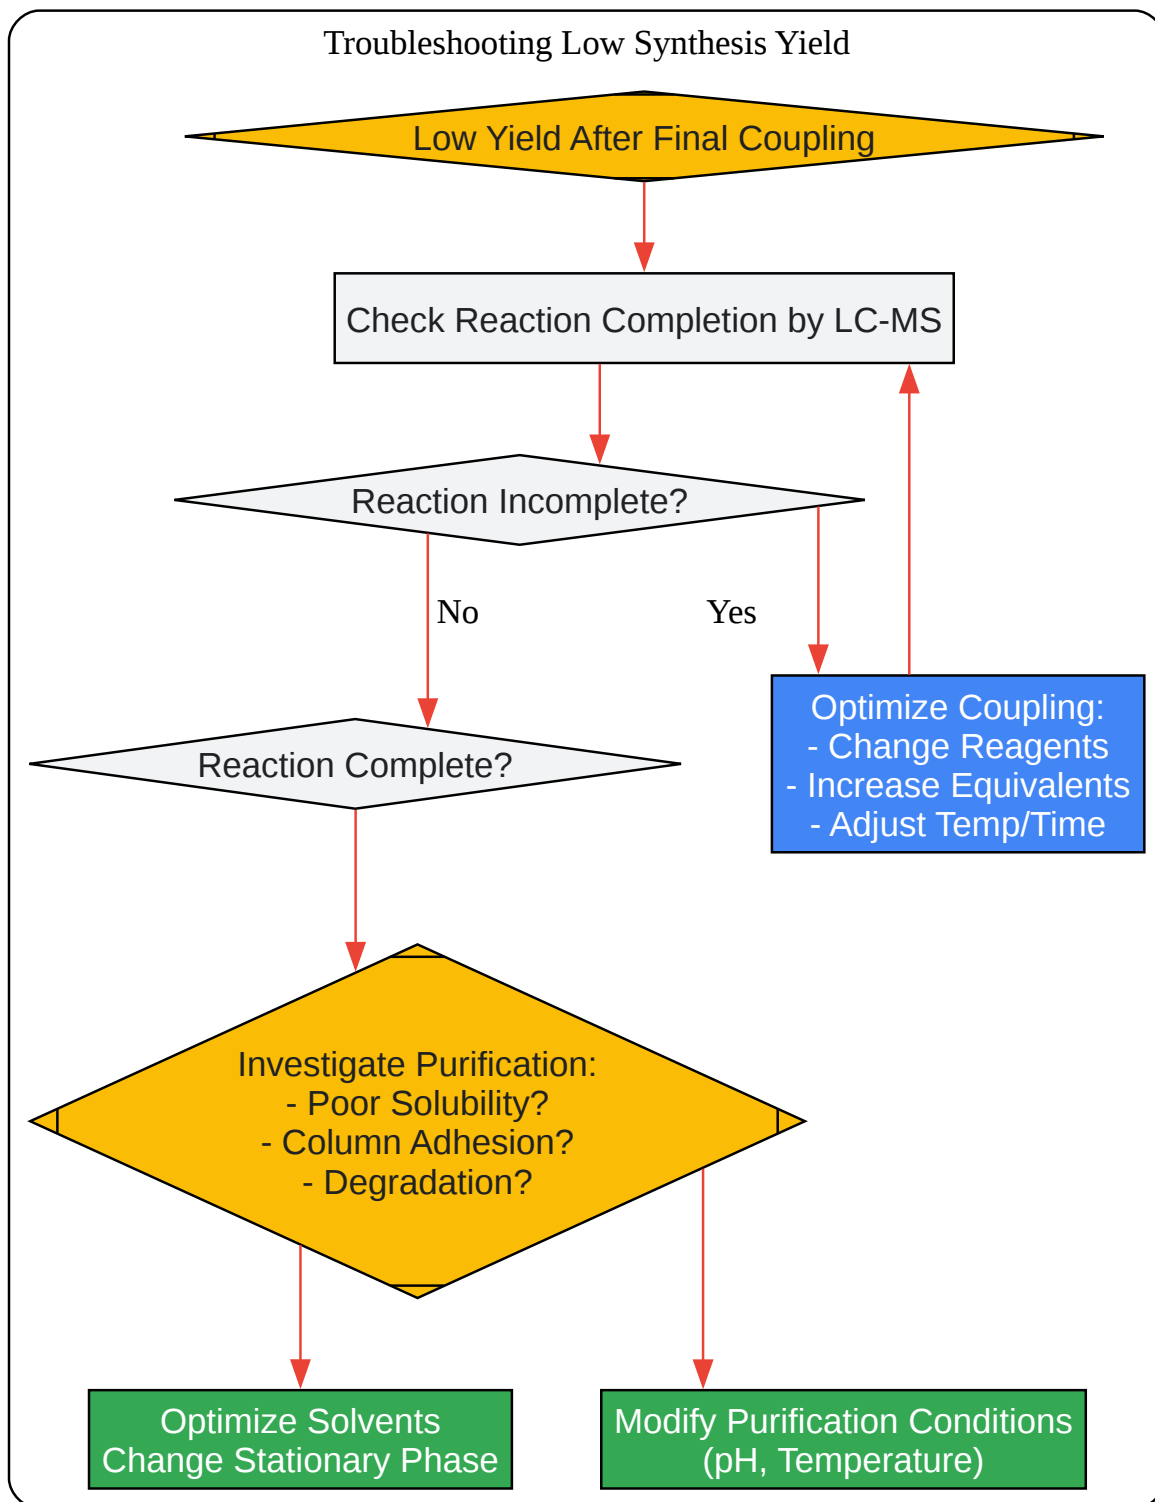 Troubleshooting Low Synthesis Yield
Low Yield After Final Coupling
Check Reaction Completion by LC-MS
Reaction Incomplete?
No
Yes
Optimize Coupling:
- Change Reagents
- Increase Equivalents
- Adjust Temp/Time
Reaction Complete?
Investigate Purification:
- Poor Solubility?
- Column Adhesion?
- Degradation?
Optimize Solvents
Change Stationary Phase
Modify Purification Conditions
(pH, Temperature)